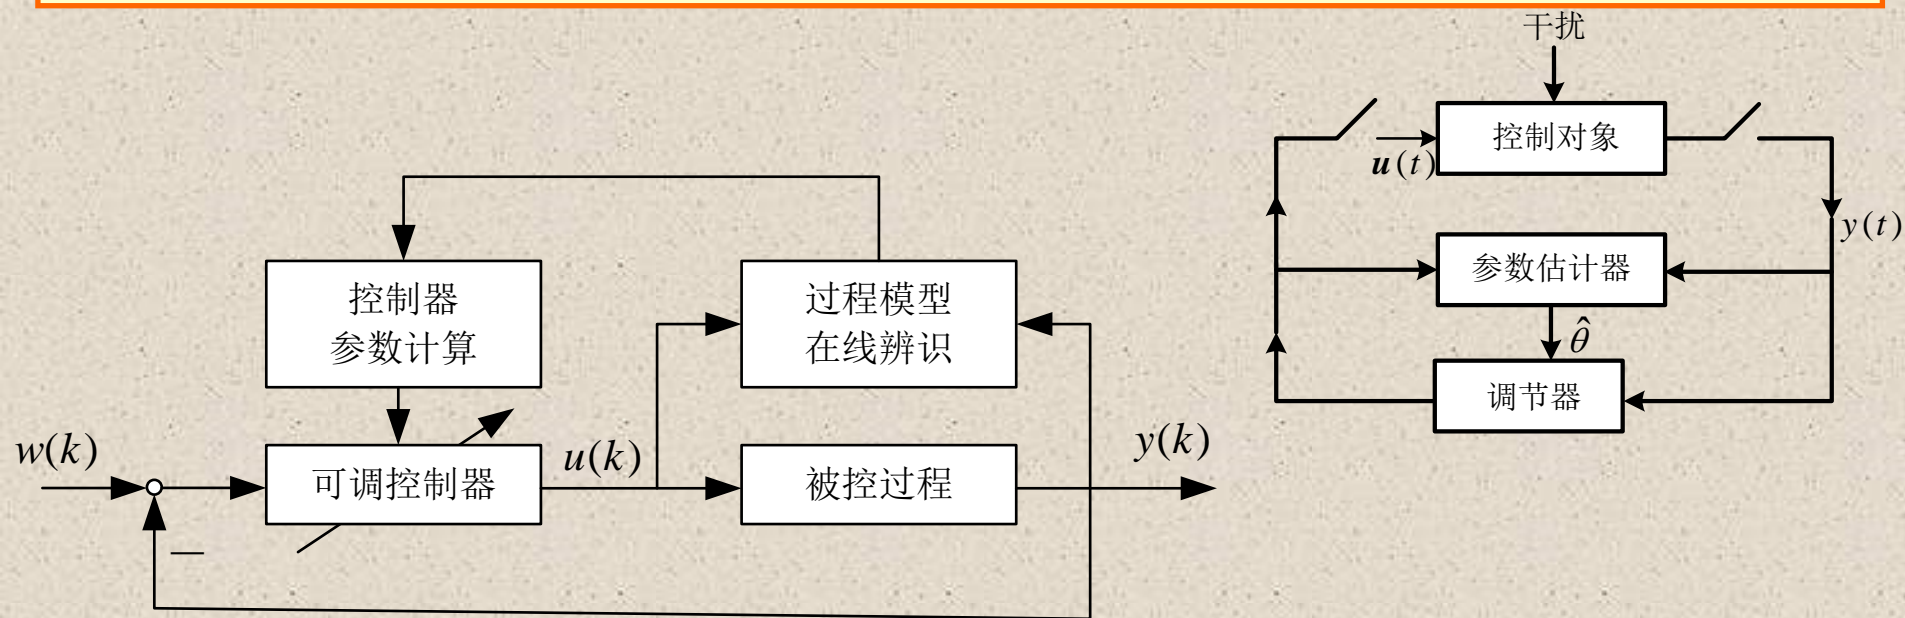 干扰
控制对象
u(t)
y(t)
参数估计器
θ̂
调节器
控制器
参数计算
过程模型
在线辨识
w(k)
可调控制器
u(k)
被控过程
y(k)
—